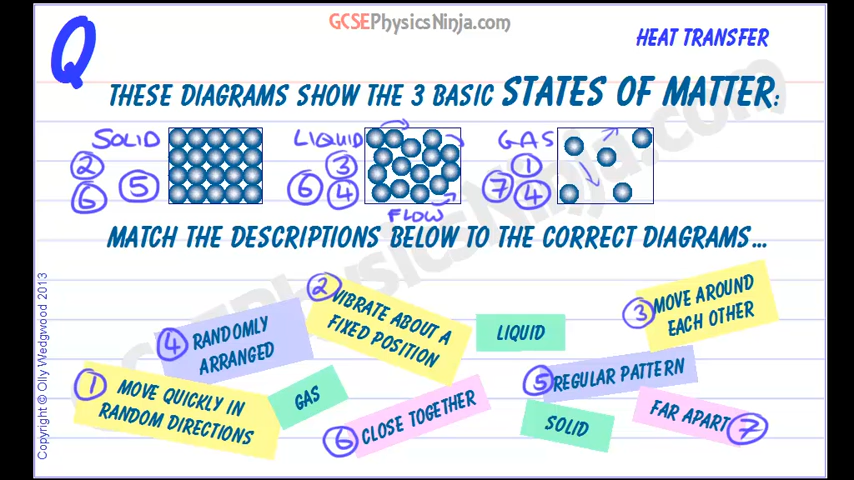 GCSEPhysicsNinja.com
Q
HEAT TRANSFER
THESE DIAGRAMS SHOW THE 3 BASIC STATES OF MATTER:
SOLID
2
6 5
LIQUID
3
6 4
FLOW
GAS
1
7 4
MATCH THE DESCRIPTIONS BELOW TO THE CORRECT DIAGRAMS...
4 RANDOMLY
ARRANGED
2 VIBRATE ABOUT A
FIXED POSITION
LIQUID
3 MOVE AROUND
EACH OTHER
1 MOVE QUICKLY IN
RANDOM DIRECTIONS
GAS
6 CLOSE TOGETHER
5 REGULAR PATTERN
SOLID
FAR APART 7
Copyright © Olly Wedgwood 2013
GCSEPhysicsNinja.com